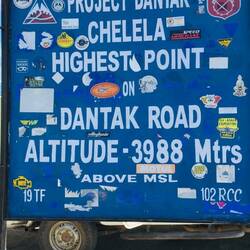 PROJECT DANTAK
CHELELA
HIGHEST POINT
ON
DANTAK ROAD
ALTITUDE - 3988 Mtrs
ABOVE MSL
19 TF
102 RCC